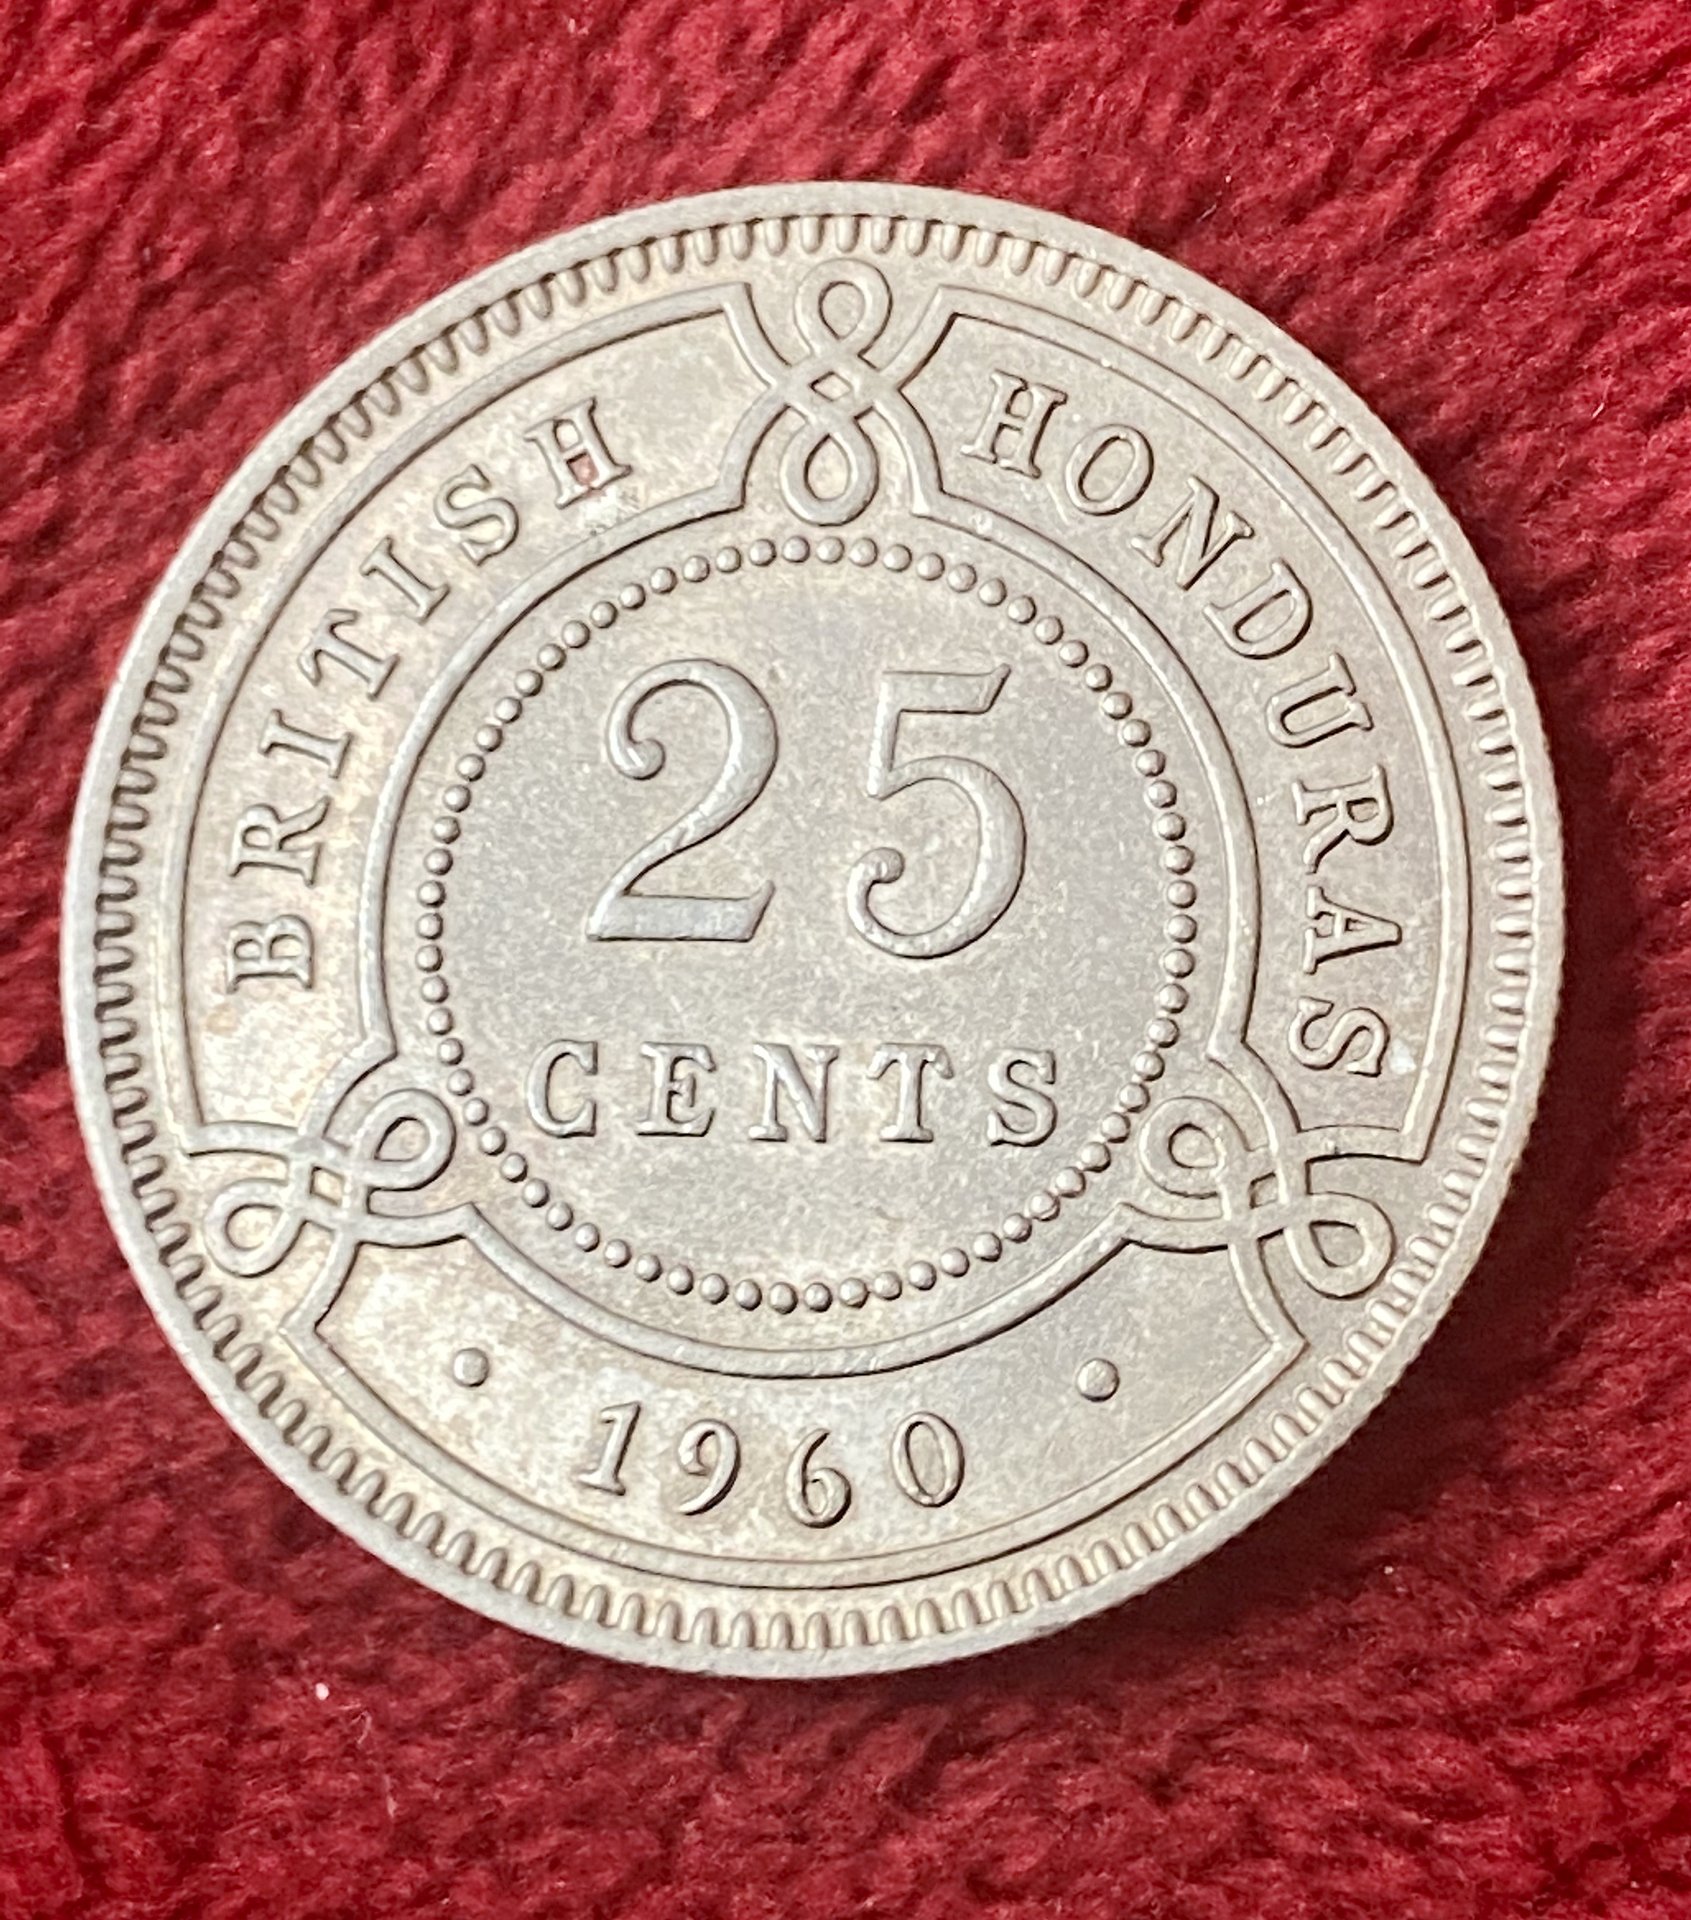 BRITISH HONDURAS
25
CENTS
· 1960 ·